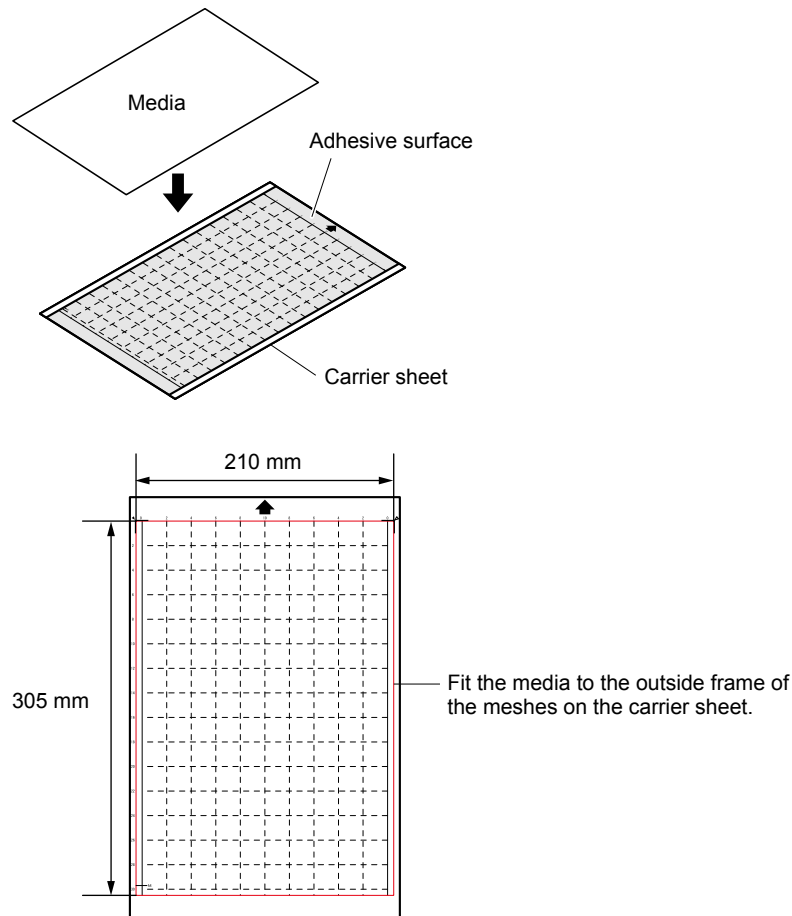 Media
Adhesive surface
Carrier sheet
210 mm
305 mm
Fit the media to the outside frame of
the meshes on the carrier sheet.